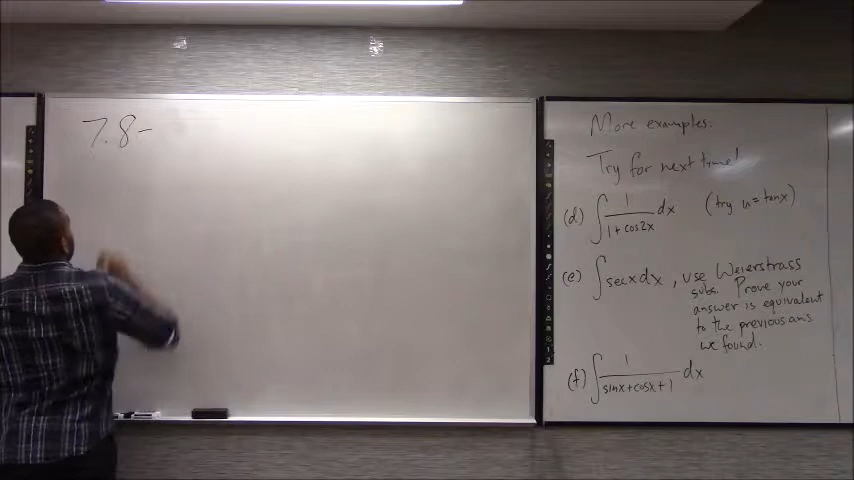 7.8-
More examples:
Try for next time!
(d) ∫ 1/(1+cos2x) dx (try u=tanx)
(e) ∫ secx dx, use Weierstrass
subs. Prove your
answer is equivalent
to the previous ans
we found.
(f) ∫ 1/(sinx+cosx+1) dx